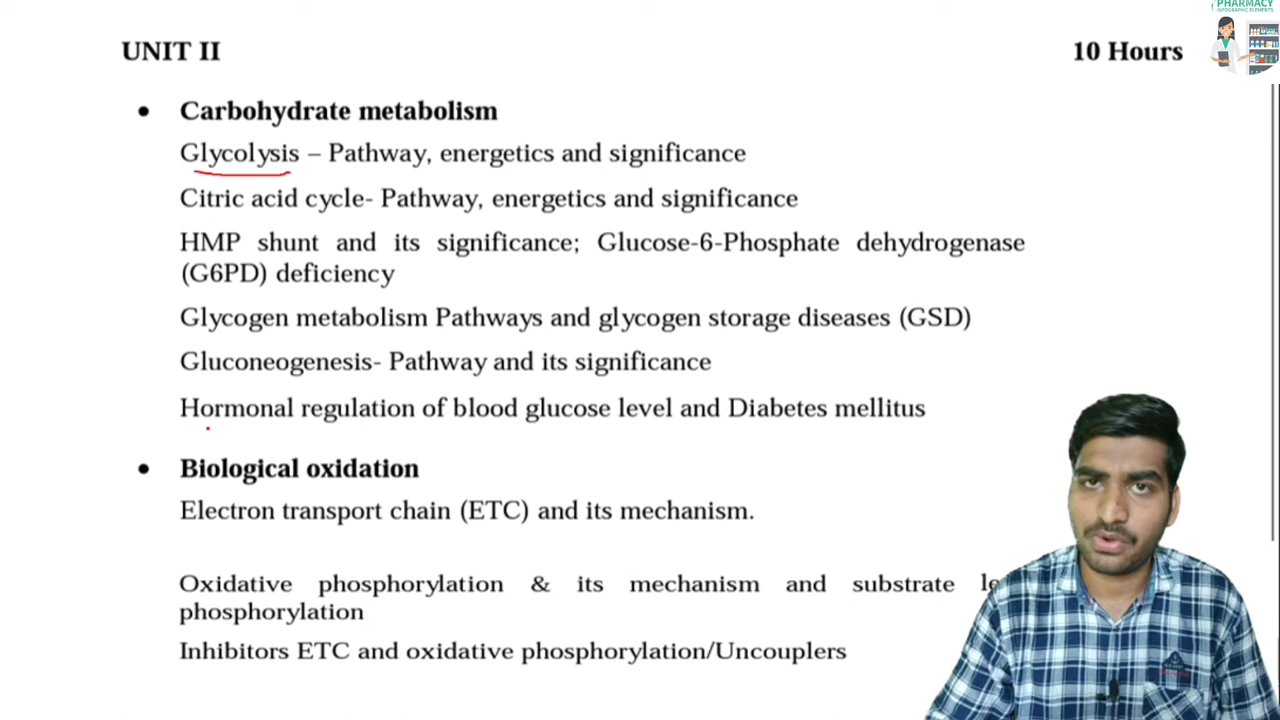 PHARMACY
INFOGRAPHIC ELEMENTS
UNIT II
10 Hours
• Carbohydrate metabolism
Glycolysis – Pathway, energetics and significance
Citric acid cycle- Pathway, energetics and significance
HMP shunt and its significance; Glucose-6-Phosphate dehydrogenase
(G6PD) deficiency
Glycogen metabolism Pathways and glycogen storage diseases (GSD)
Gluconeogenesis- Pathway and its significance
Hormonal regulation of blood glucose level and Diabetes mellitus
• Biological oxidation
Electron transport chain (ETC) and its mechanism.
Oxidative phosphorylation & its mechanism and substrate
phosphorylation
Inhibitors ETC and oxidative phosphorylation/Uncouplers